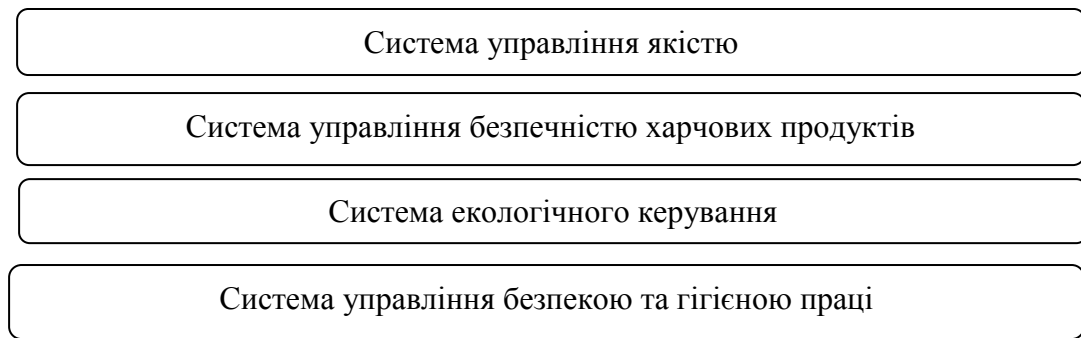 Система управління якістю
Система управління безпечністю харчових продуктів
Система екологічного керування
Система управління безпекою та гігієною праці